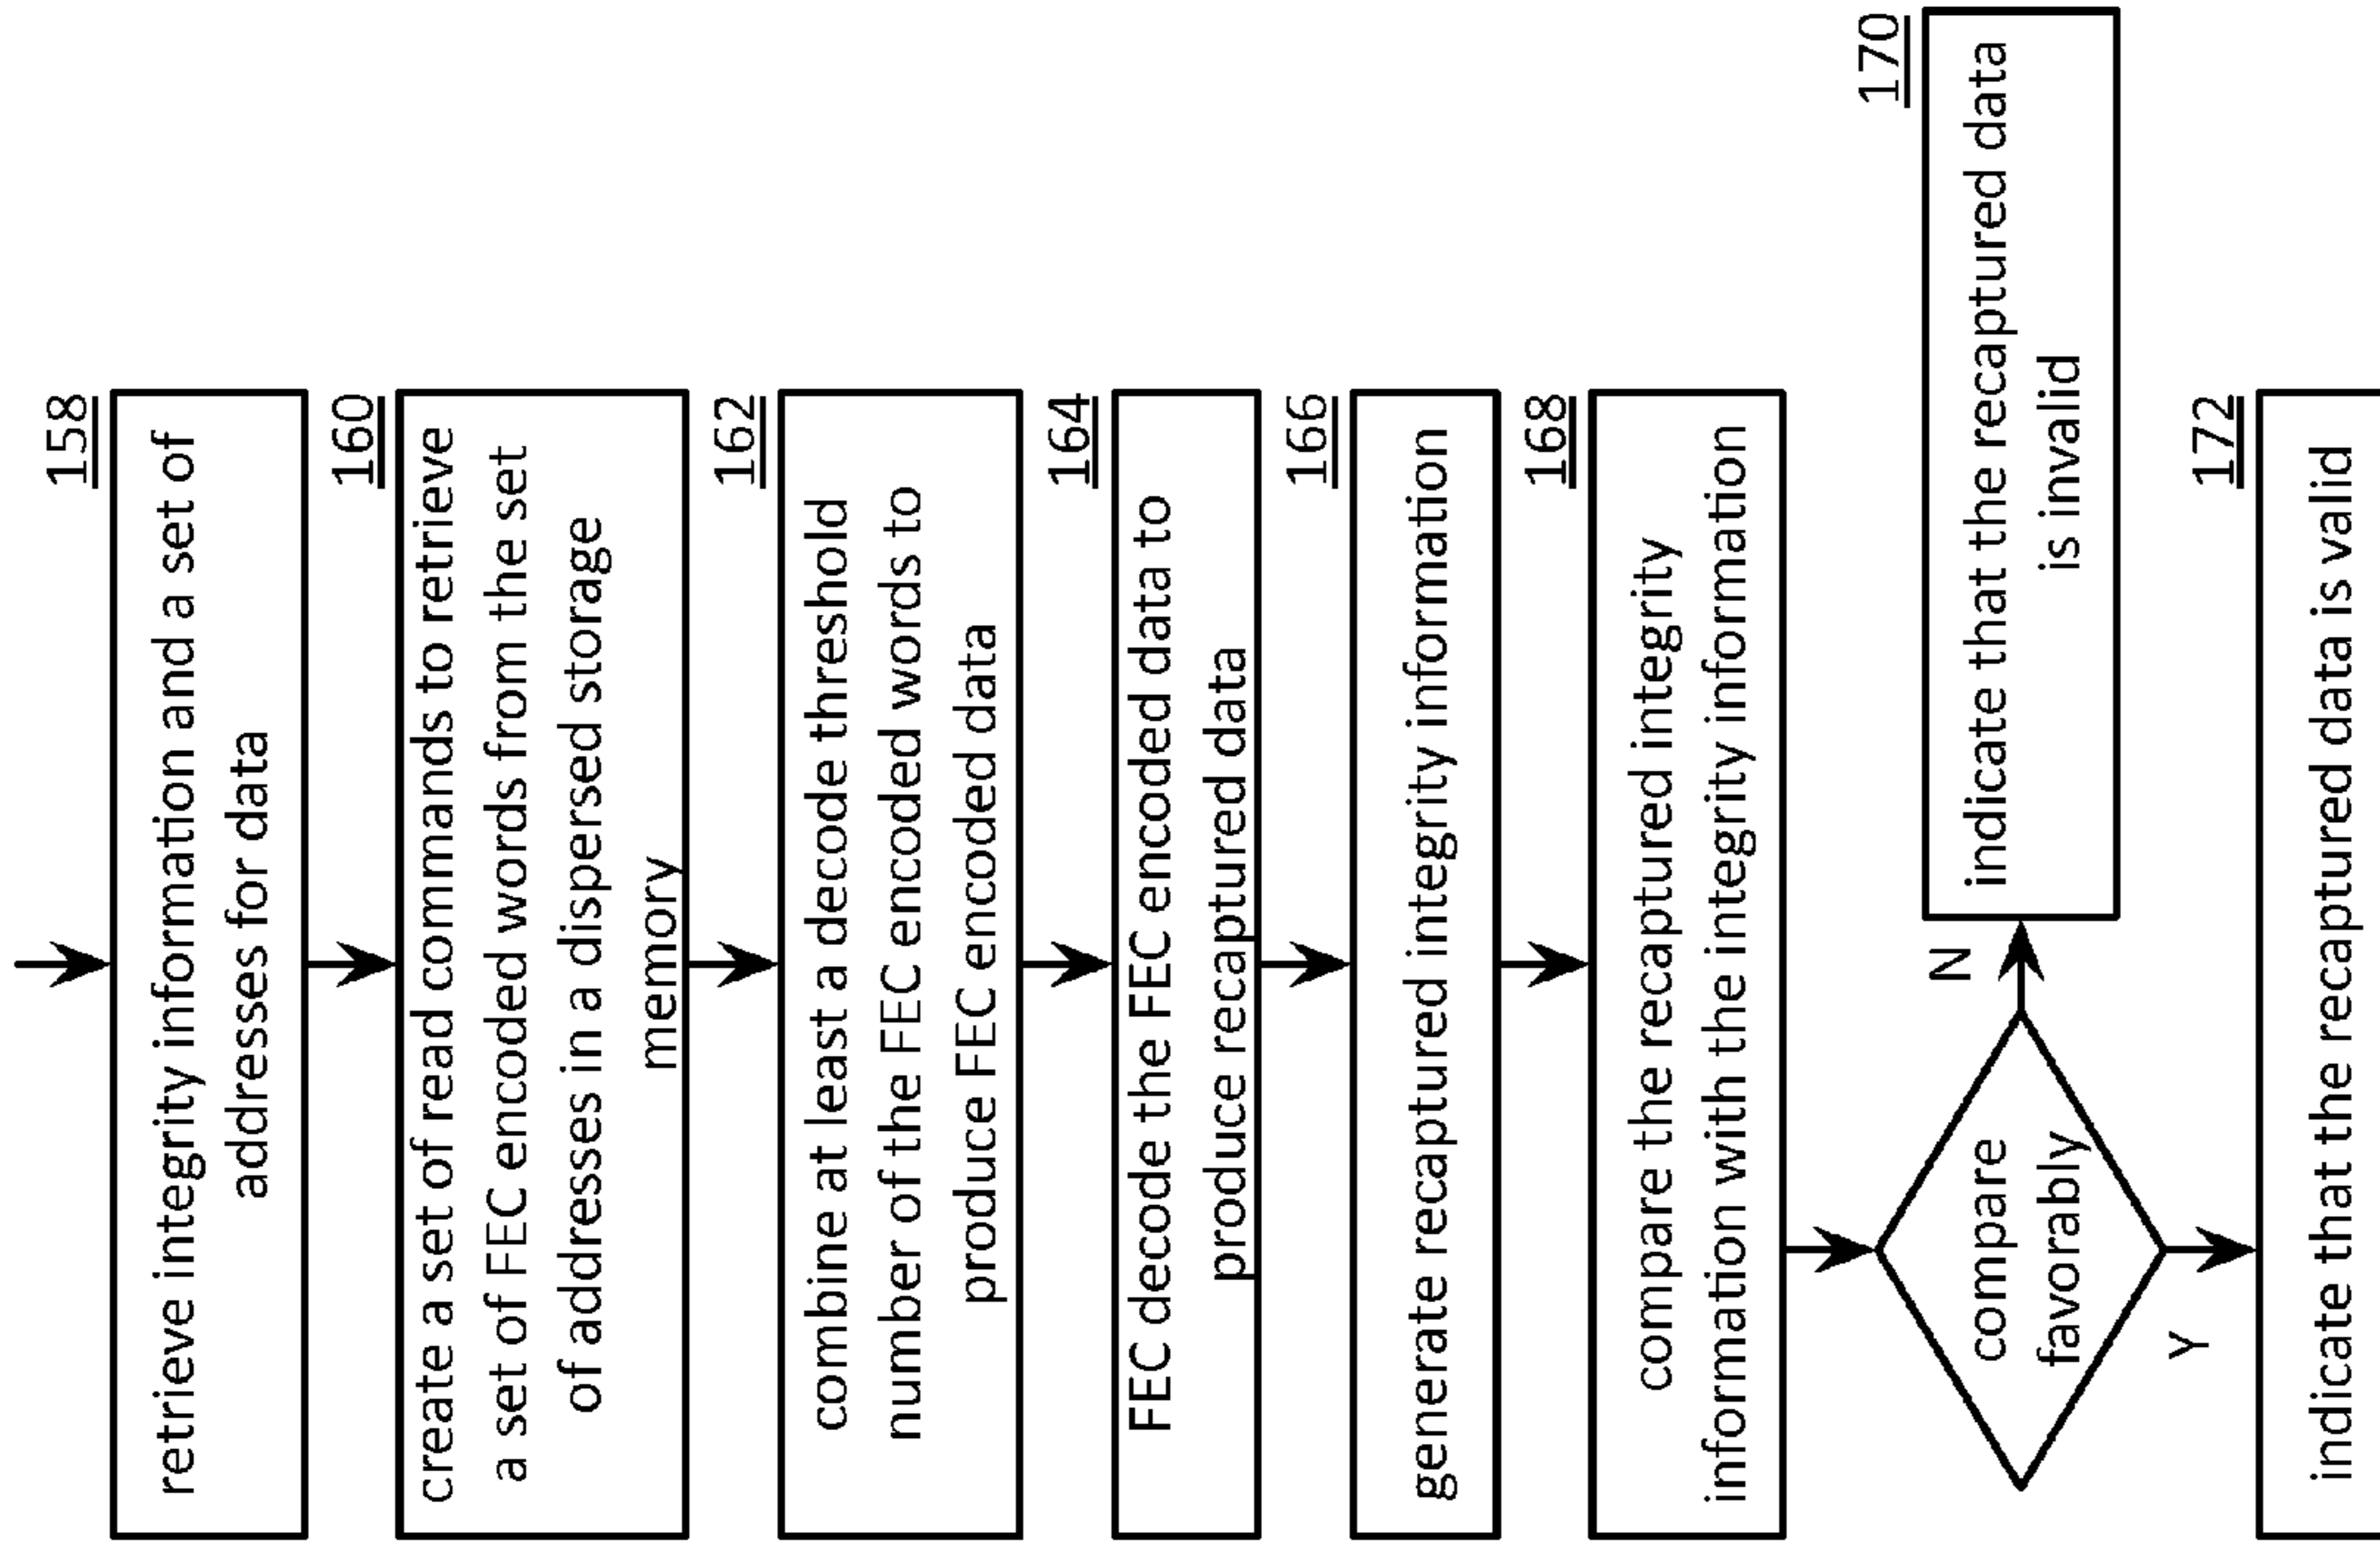 158
retrieve integrity information and a set of
addresses for data
160
create a set of read commands to retrieve
a set of FEC encoded words from the set
of addresses in a dispersed storage
memory
162
combine at least a decode threshold
number of the FEC encoded words to
produce FEC encoded data
164
FEC decode the FEC encoded data to
produce recaptured data
166
generate recaptured integrity information
168
compare the recaptured integrity
information with the integrity information
compare
favorably
N
170
indicate that the recaptured data
is invalid
Y
172
indicate that the recaptured data is valid